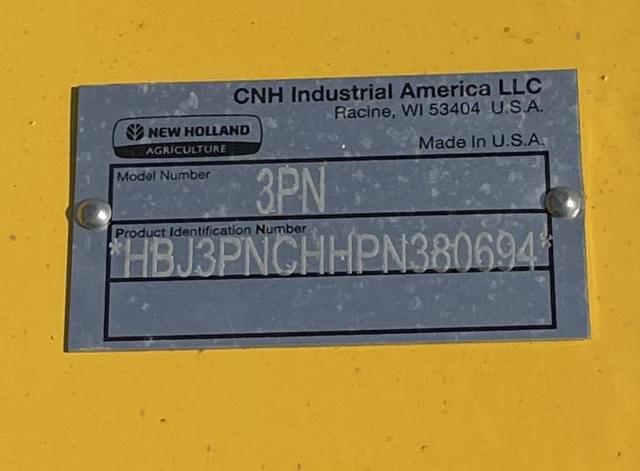 CNH Industrial America LLC
Racine, WI 53404 U.S.A.
NEW HOLLAND
AGRICULTURE
Made In U.S.A.
Model Number 3PN
Product Identification Number
*HBJ3PNCHHPN380694*